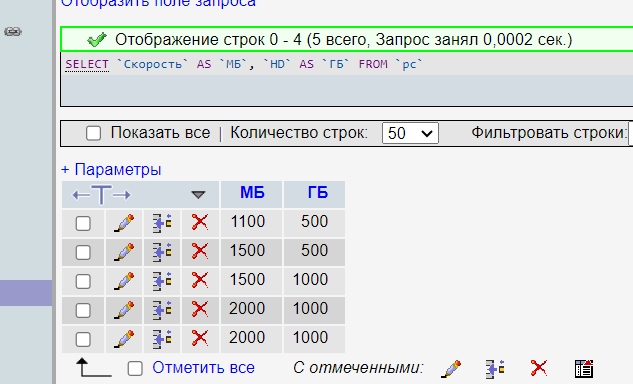 Отобразить поле запроса
Отображение строк 0 - 4 (5 всего, Запрос занял 0,0002 сек.)
SELECT `Скорость` AS `МБ`, `HD` AS `ГБ` FROM `pc`
Показать все | Количество строк: 50 Фильтровать строки:
+ Параметры
МБ ГБ
1100 500
1500 500
1500 1000
2000 1000
2000 1000
Отметить все С отмеченными: